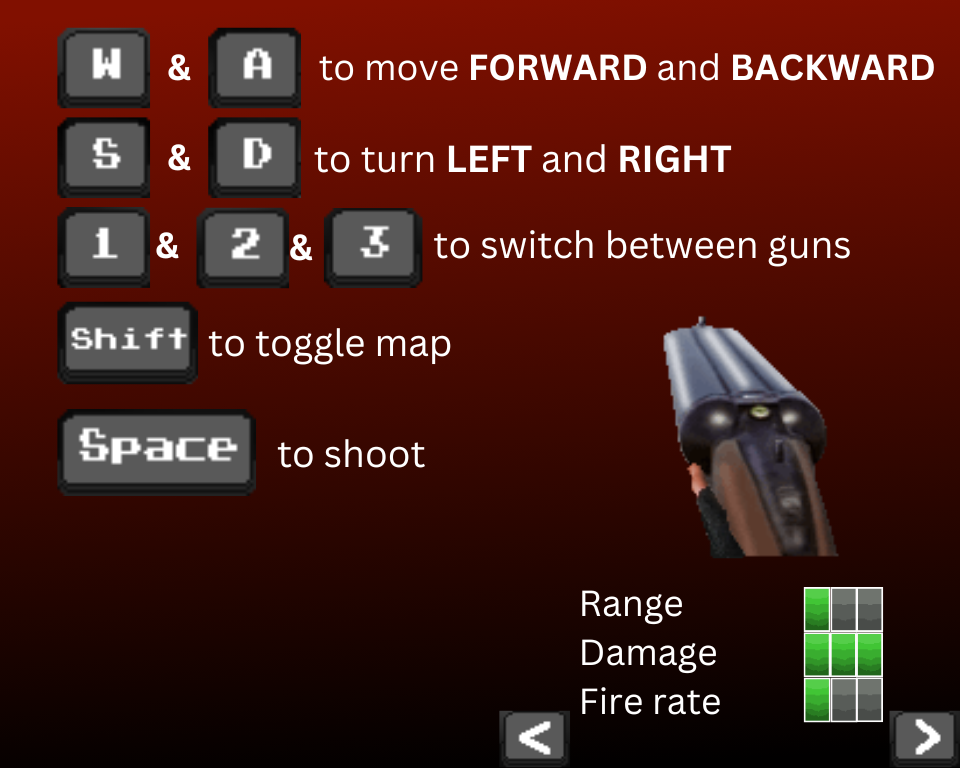 W & A to move FORWARD and BACKWARD
S & D to turn LEFT and RIGHT
1 & 2 & 3 to switch between guns
Shift to toggle map
Space to shoot
Range
Damage
Fire rate
< >